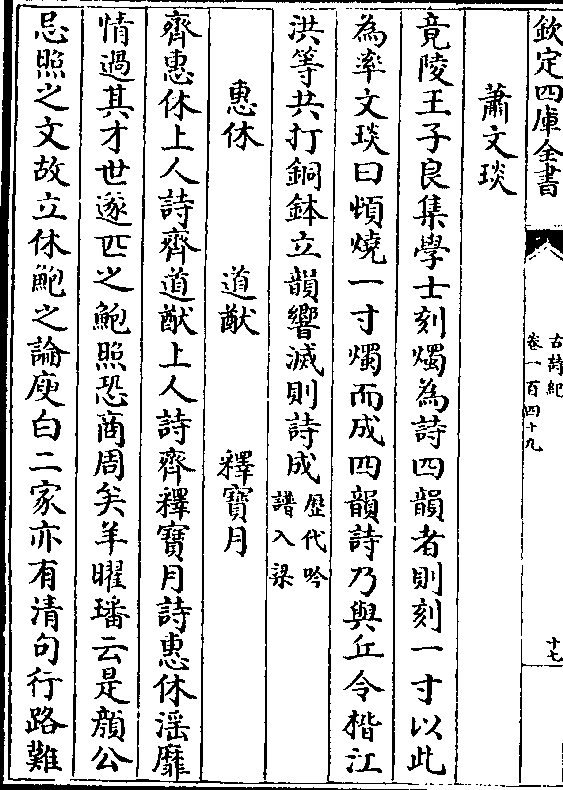 欽定四庫全書
古詩紀
卷一百四十九
十七
蕭文琰
竟陵王子良集學士刻燭為詩四韻者則刻一寸以此
為率文琰曰頓燒一寸燭而成四韻詩乃與丘令楷江
洪等共打銅鉢立韻響滅則詩成歴代吟
譜入梁
惠休 道猷 釋寶月
齊惠休上人詩齊道猷上人詩齊釋寶月詩惠休淫靡
情過其才世遂匹之鮑照恐商周矣羊曜璠云是顔公
忌照之文故立休鮑之論庾白二家亦有清句行路難